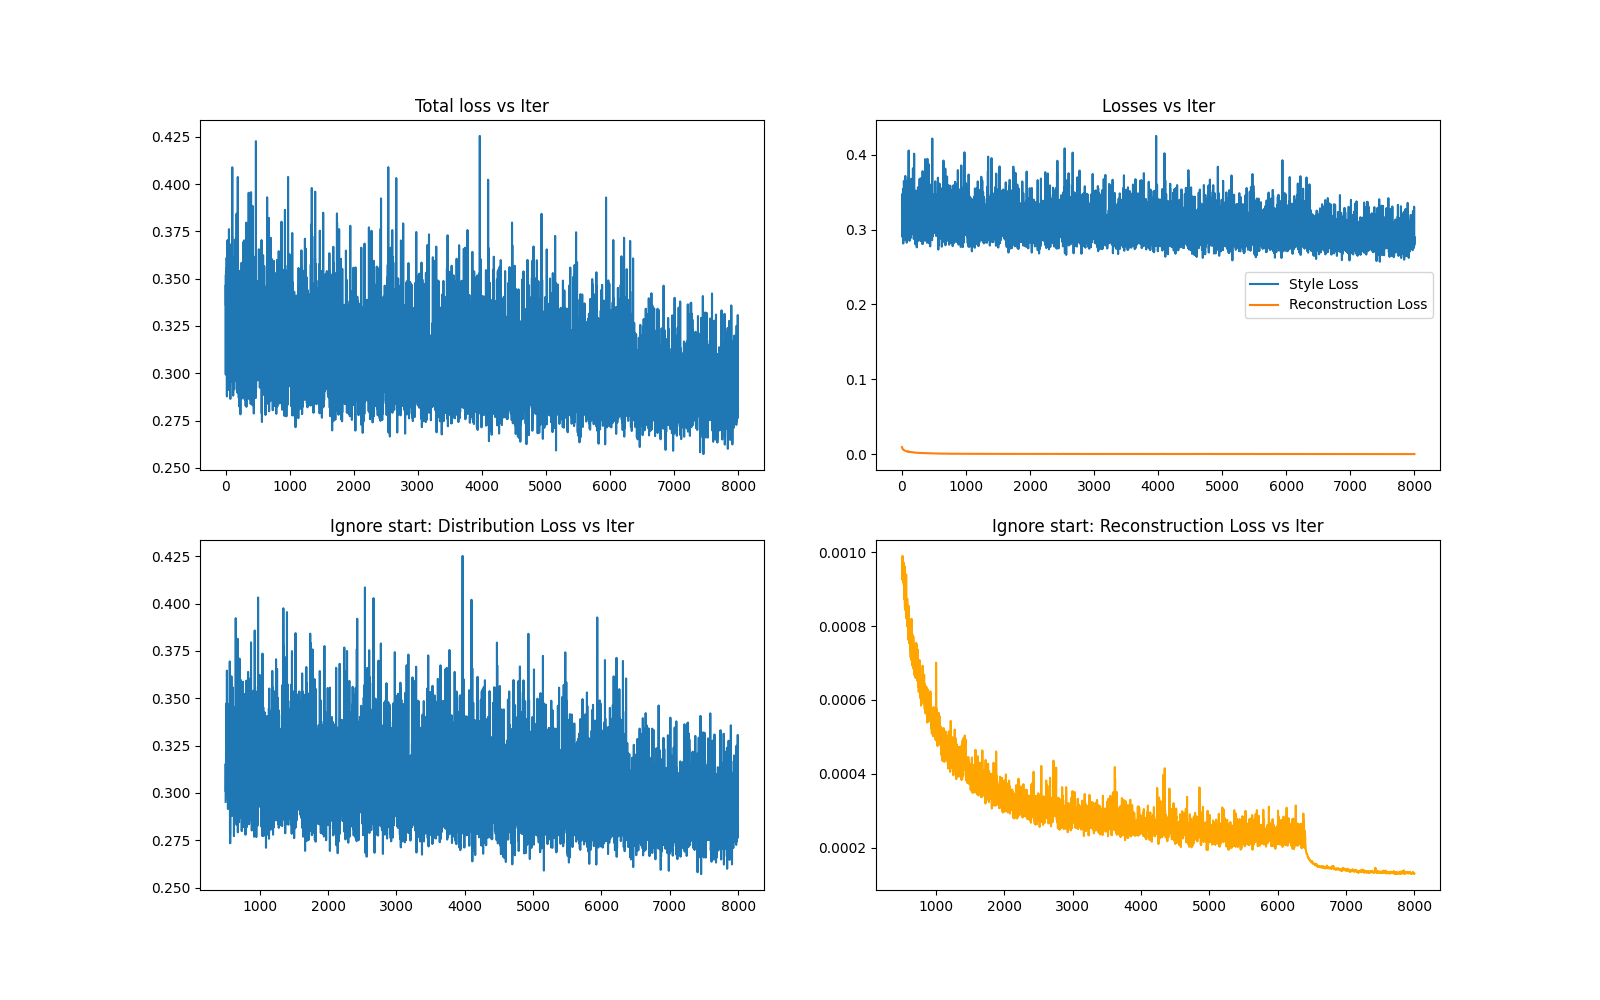 Total loss vs Iter
0.425
0.400
0.375
0.350
0.325
0.300
0.275
0.250
0 1000 2000 3000 4000 5000 6000 7000 8000
Losses vs Iter
0.4
0.3
0.2
0.1
0.0
Style Loss
Reconstruction Loss
0 1000 2000 3000 4000 5000 6000 7000 8000
Ignore start: Distribution Loss vs Iter
0.425
0.400
0.375
0.350
0.325
0.300
0.275
0.250
1000 2000 3000 4000 5000 6000 7000 8000
Ignore start: Reconstruction Loss vs Iter
0.0010
0.0008
0.0006
0.0004
0.0002
1000 2000 3000 4000 5000 6000 7000 8000